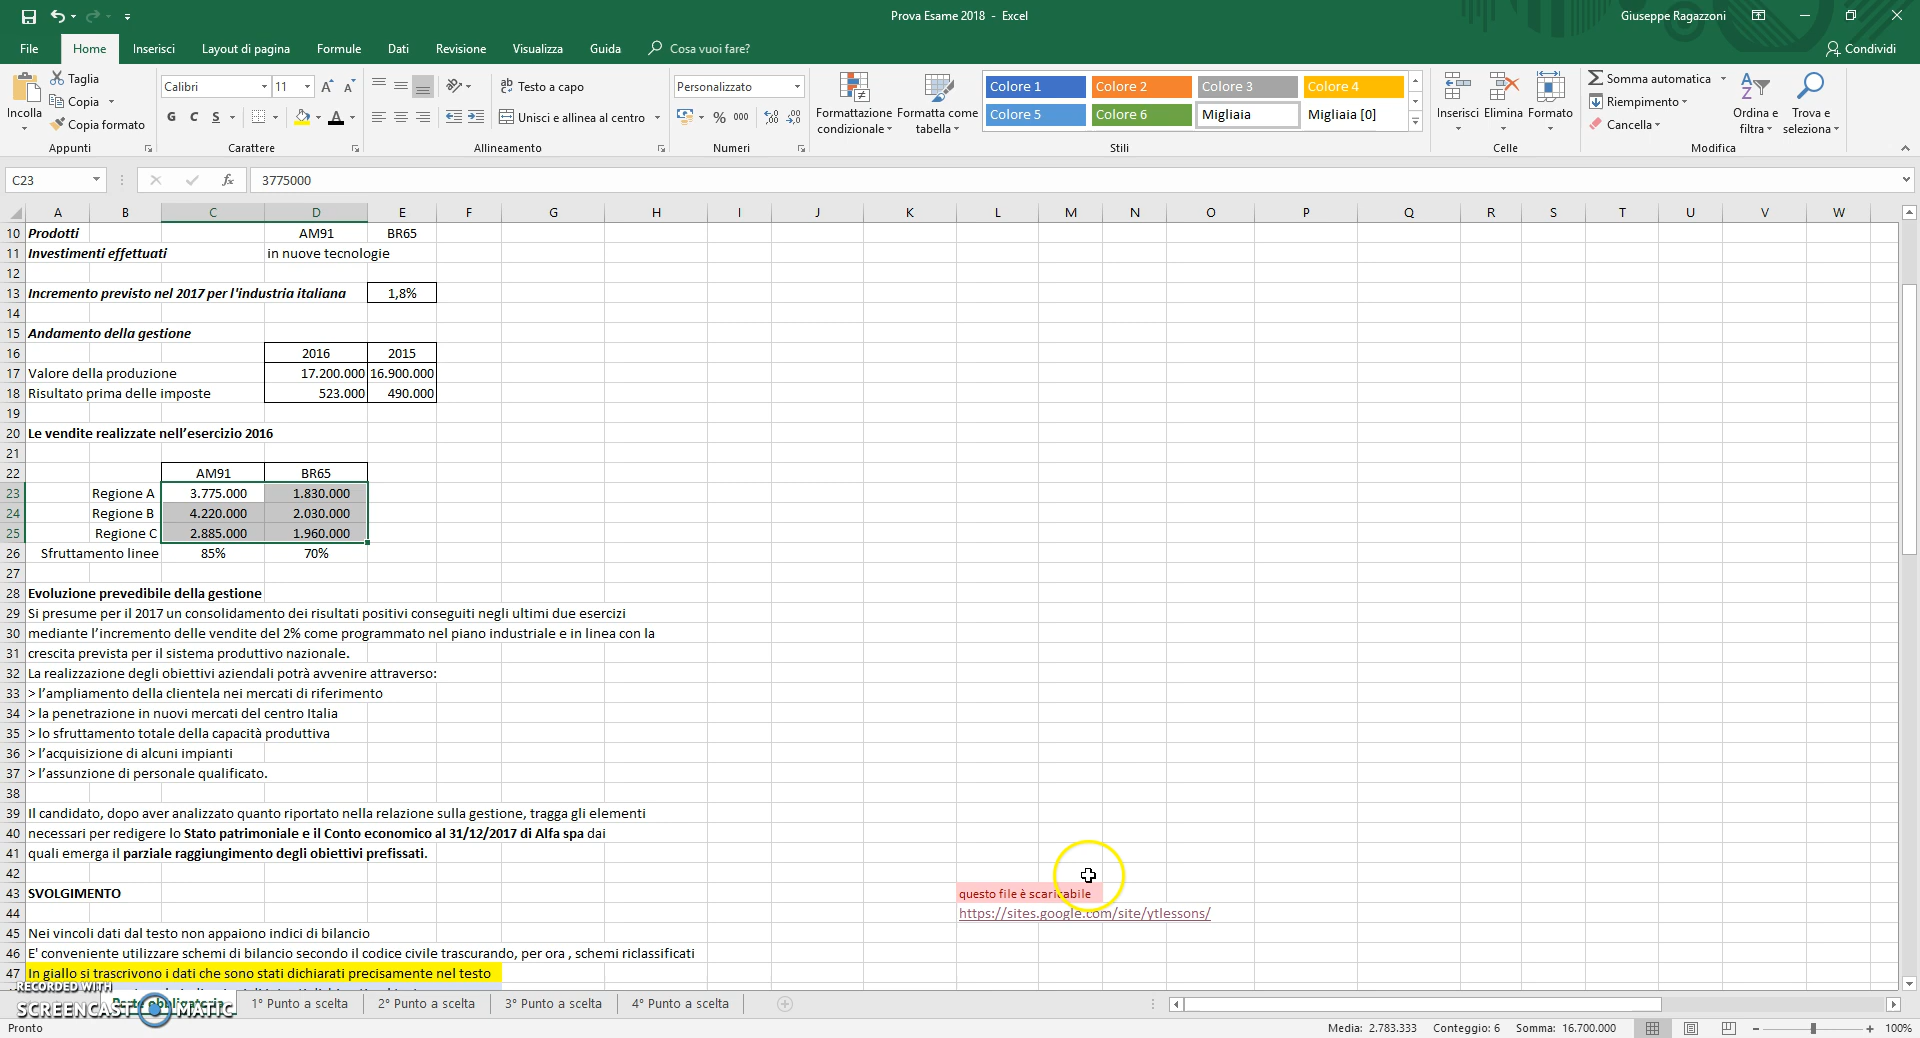 Prova Esame 2018 - Excel
Giuseppe Ragazzoni
File Home Inserisci Layout di pagina Formule Dati Revisione Visualizza Guida Cosa vuoi fare? Condividi
Incolla
Taglia
Copia
Copia formato
Appunti
Calibri 11
G C S
Carattere
Testo a capo
Unisci e allinea al centro
Allineamento
Personalizzato
% 000
Numeri
Formattazione condizionale
Formatta come tabella
Colore 1 Colore 2 Colore 3 Colore 4
Colore 5 Colore 6 Migliaia Migliaia [0]
Stili
Inserisci Elimina Formato
Celle
Somma automatica
Riempimento
Cancella
Ordina e filtra
Trova e seleziona
Modifica
C23 fx 3775000
A B C D E F G H I J K L M N O P Q R S T U V W
10 Prodotti AM91 BR65
11 Investimenti effettuati in nuove tecnologie
12
13 Incremento previsto nel 2017 per l'industria italiana 1,8%
14
15 Andamento della gestione
16 2016 2015
17 Valore della produzione 17.200.000 16.900.000
18 Risultato prima delle imposte 523.000 490.000
19
20 Le vendite realizzate nell'esercizio 2016
21
22 AM91 BR65
23 Regione A 3.775.000 1.830.000
24 Regione B 4.220.000 2.030.000
25 Regione C 2.885.000 1.960.000
26 Sfruttamento linee 85% 70%
27
28 Evoluzione prevedibile della gestione
29 Si presume per il 2017 un consolidamento dei risultati positivi conseguiti negli ultimi due esercizi
30 mediante l'incremento delle vendite del 2% come programmato nel piano industriale e in linea con la
31 crescita prevista per il sistema produttivo nazionale.
32 La realizzazione degli obiettivi aziendali potrà avvenire attraverso:
33 > l'ampliamento della clientela nei mercati di riferimento
34 > la penetrazione in nuovi mercati del centro Italia
35 > lo sfruttamento totale della capacità produttiva
36 > l'acquisizione di alcuni impianti
37 > l'assunzione di personale qualificato.
38
39 Il candidato, dopo aver analizzato quanto riportato nella relazione sulla gestione, tragga gli elementi
40 necessari per redigere lo Stato patrimoniale e il Conto economico al 31/12/2017 di Alfa spa dai
41 quali emerga il parziale raggiungimento degli obiettivi prefissati.
42
43 SVOLGIMENTO questo file è scaricabile
44 https://sites.google.com/site/ytlessons/
45 Nei vincoli dati dal testo non appaiono indici di bilancio
46 E' conveniente utilizzare schemi di bilancio secondo il codice civile trascurando, per ora , schemi riclassificati
47 In giallo si trascrivono i dati che sono stati dichiarati precisamente nel testo
RECORDED WITH
SCREENCAST MATIC
Parte obbligatoria 1° Punto a scelta 2° Punto a scelta 3° Punto a scelta 4° Punto a scelta
Pronto Media: 2.783.333 Conteggio: 6 Somma: 16.700.000 100%